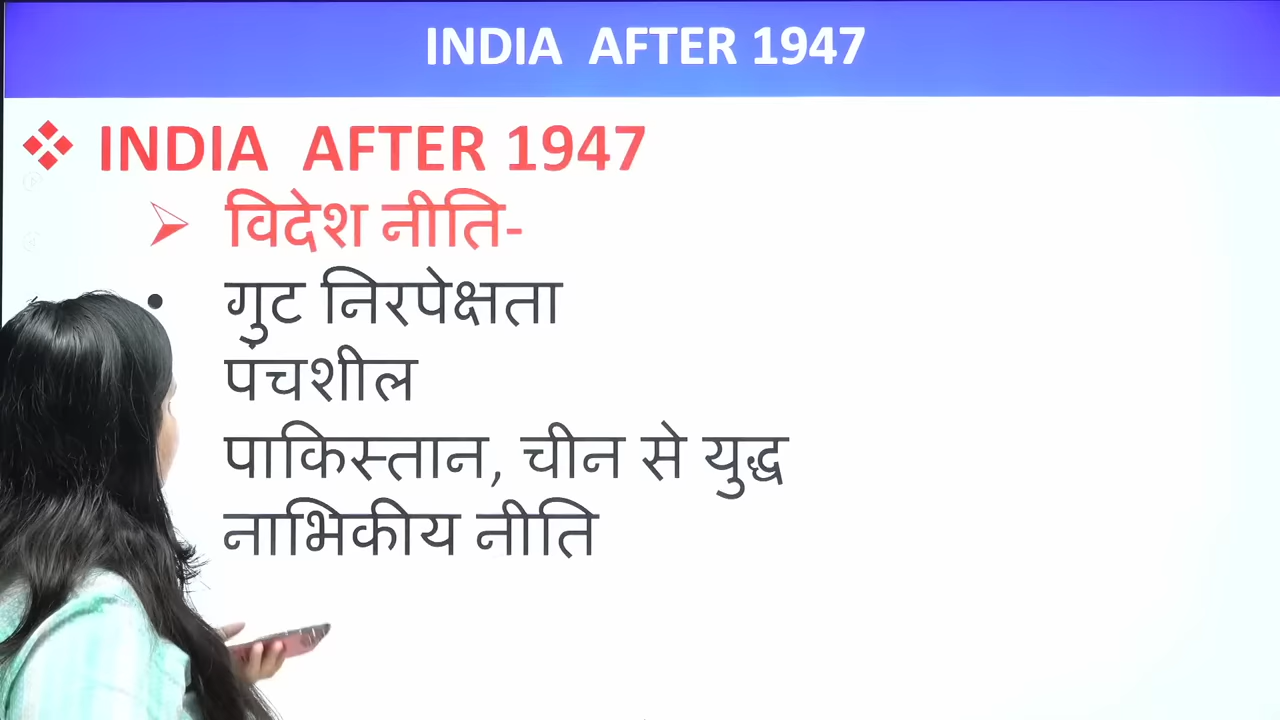 INDIA AFTER 1947
INDIA AFTER 1947
विदेश नीति-
गुट निरपेक्षता
पंचशील
पाकिस्तान, चीन से युद्ध
नाभिकीय नीति